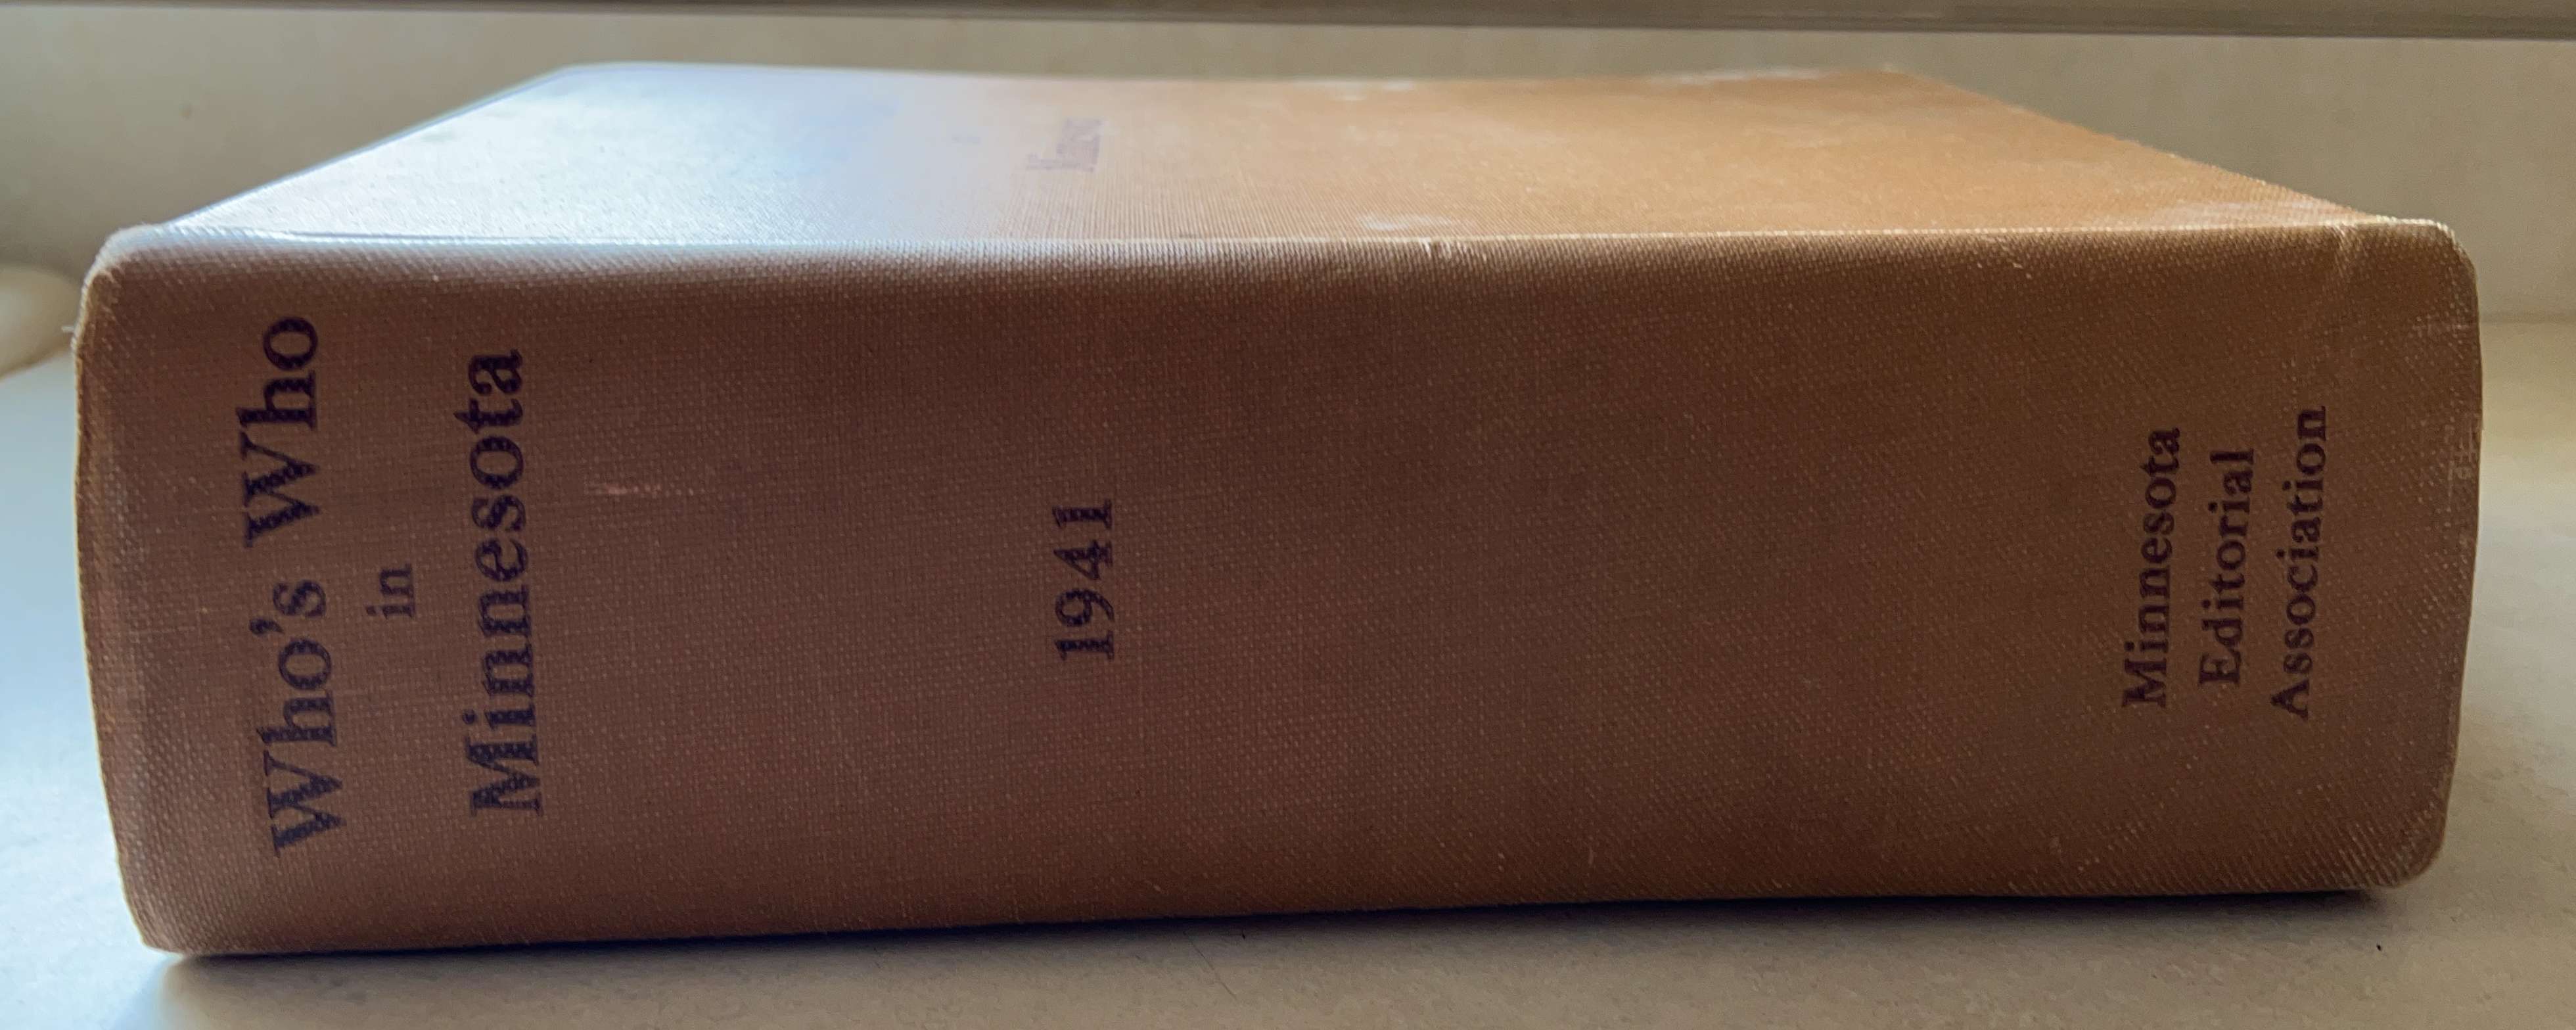 Who's Who
in
Minnesota
1941
Minnesota
Editorial
Association